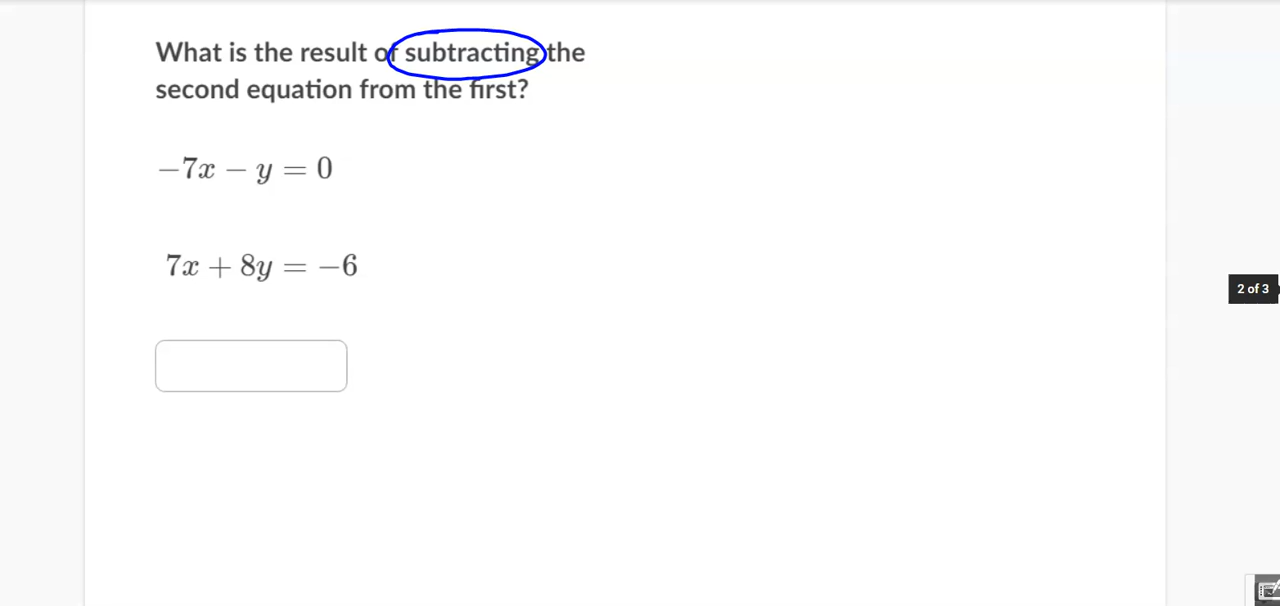 What is the result of subtracting the
second equation from the first?
−7x − y = 0
7x + 8y = −6
2 of 3